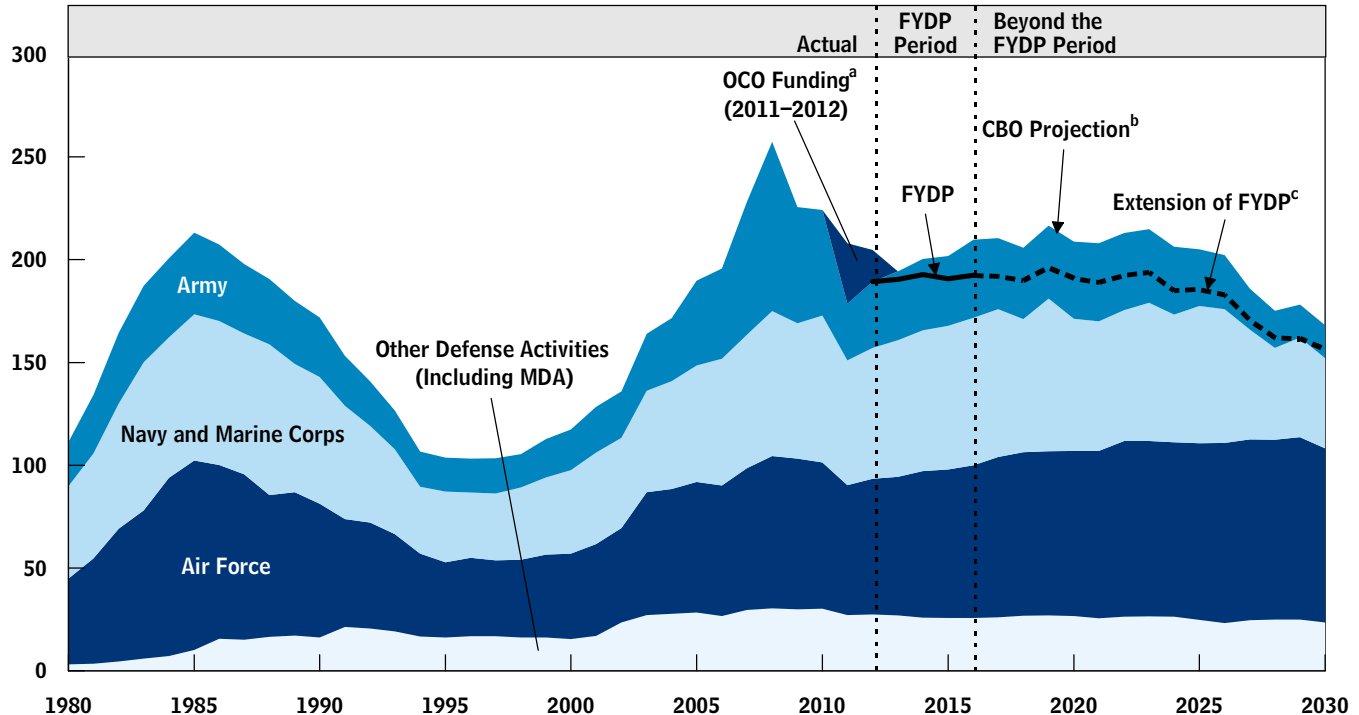 FYDP
Beyond the
Actual
Period
FYDP Period
300
OCO Funding^a
(2011–2012)
CBO Projection^b
250
FYDP
Extension of FYDP^c
200
Army
150
Other Defense Activities
(Including MDA)
Navy and Marine Corps
100
Air Force
50
0
1980 1985 1990 1995 2000 2005 2010 2015 2020 2025 2030